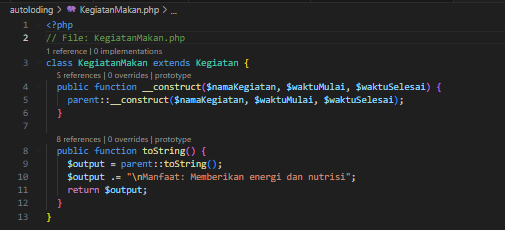 autoloding > KegiatanMakan.php > ...
1 <?php
2 // File: KegiatanMakan.php
1 reference | 0 implementations
3 class KegiatanMakan extends Kegiatan {
5 references | 0 overrides | prototype
4 public function __construct($namaKegiatan, $waktuMulai, $waktuSelesai) {
5 parent::__construct($namaKegiatan, $waktuMulai, $waktuSelesai);
6 }
7
8 references | 0 overrides | prototype
8 public function toString() {
9 $output = parent::toString();
10 $output .= "\nManfaat: Memberikan energi dan nutrisi";
11 return $output;
12 }
13 }